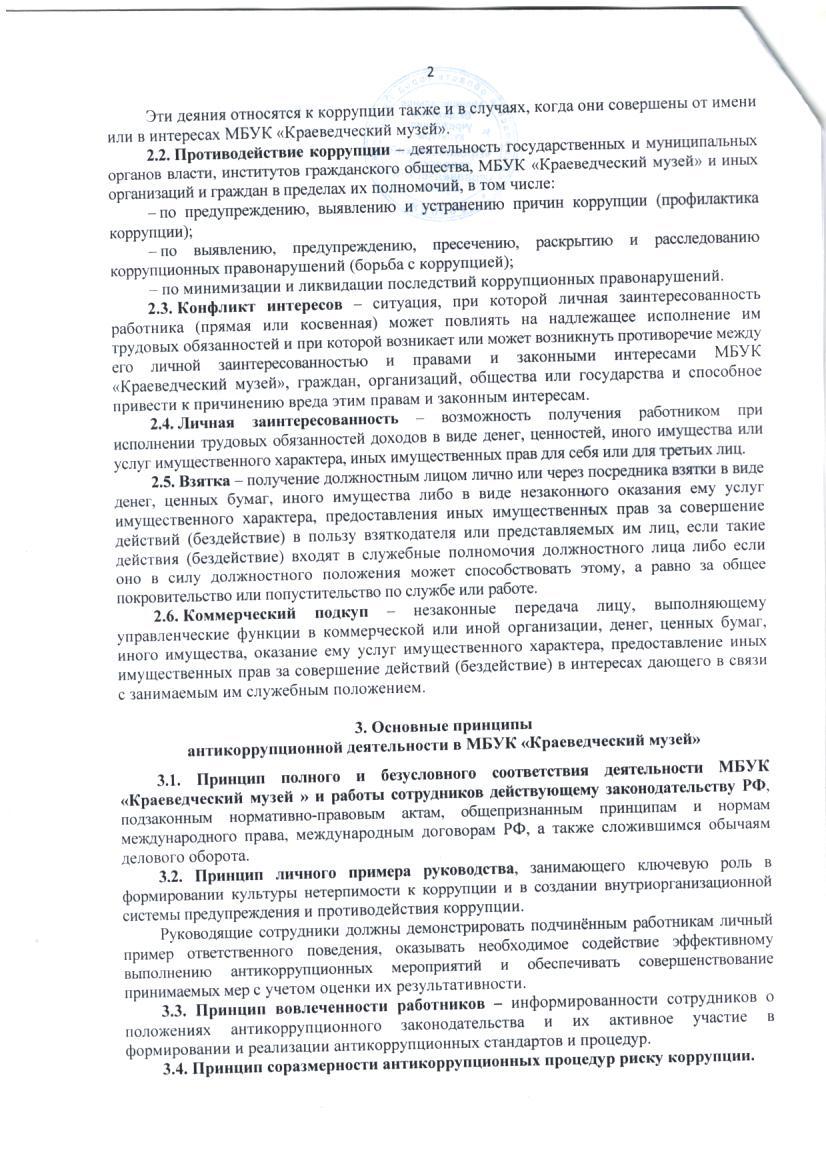 2
Эти деяния относятся к коррупции также и в случаях, когда они совершены от имени
или в интересах МБУК «Краеведческий музей».
2.2. Противодействие коррупции – деятельность государственных и муниципальных
органов власти, институтов гражданского общества, МБУК «Краеведческий музей» и иных
организаций и граждан в пределах их полномочий, в том числе:
– по предупреждению, выявлению и устранению причин коррупции (профилактика
коррупции);
– по выявлению, предупреждению, пресечению, раскрытию и расследованию
коррупционных правонарушений (борьба с коррупцией);
– по минимизации и ликвидации последствий коррупционных правонарушений.
2.3. Конфликт интересов – ситуация, при которой личная заинтересованность
работника (прямая или косвенная) может повлиять на надлежащее исполнение им
трудовых обязанностей и при которой возникает или может возникнуть противоречие между
его личной заинтересованностью и правами и законными интересами МБУК
«Краеведческий музей», граждан, организаций, общества или государства и способное
привести к причинению вреда этим правам и законным интересам.
2.4. Личная заинтересованность – возможность получения работником при
исполнении трудовых обязанностей доходов в виде денег, ценностей, иного имущества или
услуг имущественного характера, иных имущественных прав для себя или для третьих лиц.
2.5. Взятка – получение должностным лицом лично или через посредника взятки в виде
денег, ценных бумаг, иного имущества либо в виде незаконного оказания ему услуг
имущественного характера, предоставления иных имущественных прав за совершение
действий (бездействие) в пользу взяткодателя или представляемых им лиц, если такие
действия (бездействие) входят в служебные полномочия должностного лица либо если
оно в силу должностного положения может способствовать этому, а равно за общее
покровительство или попустительство по службе или работе.
2.6. Коммерческий подкуп – незаконные передача лицу, выполняющему
управленческие функции в коммерческой или иной организации, денег, ценных бумаг,
иного имущества, оказание ему услуг имущественного характера, предоставление иных
имущественных прав за совершение действий (бездействие) в интересах дающего в связи
с занимаемым им служебным положением.
3. Основные принципы
антикоррупционной деятельности в МБУК «Краеведческий музей»
3.1. Принцип полного и безусловного соответствия деятельности МБУК
«Краеведческий музей » и работы сотрудников действующему законодательству РФ,
подзаконным нормативно-правовым актам, общепризнанным принципам и нормам
международного права, международным договорам РФ, а также сложившимся обычаям
делового оборота.
3.2. Принцип личного примера руководства, занимающего ключевую роль в
формировании культуры нетерпимости к коррупции и в создании внутриорганизационной
системы предупреждения и противодействия коррупции.
Руководящие сотрудники должны демонстрировать подчинённым работникам личный
пример ответственного поведения, оказывать необходимое содействие эффективному
выполнению антикоррупционных мероприятий и обеспечивать совершенствование
принимаемых мер с учетом оценки их результативности.
3.3. Принцип вовлеченности работников – информированности сотрудников о
положениях антикоррупционного законодательства и их активное участие в
формировании и реализации антикоррупционных стандартов и процедур.
3.4. Принцип соразмерности антикоррупционных процедур риску коррупции.